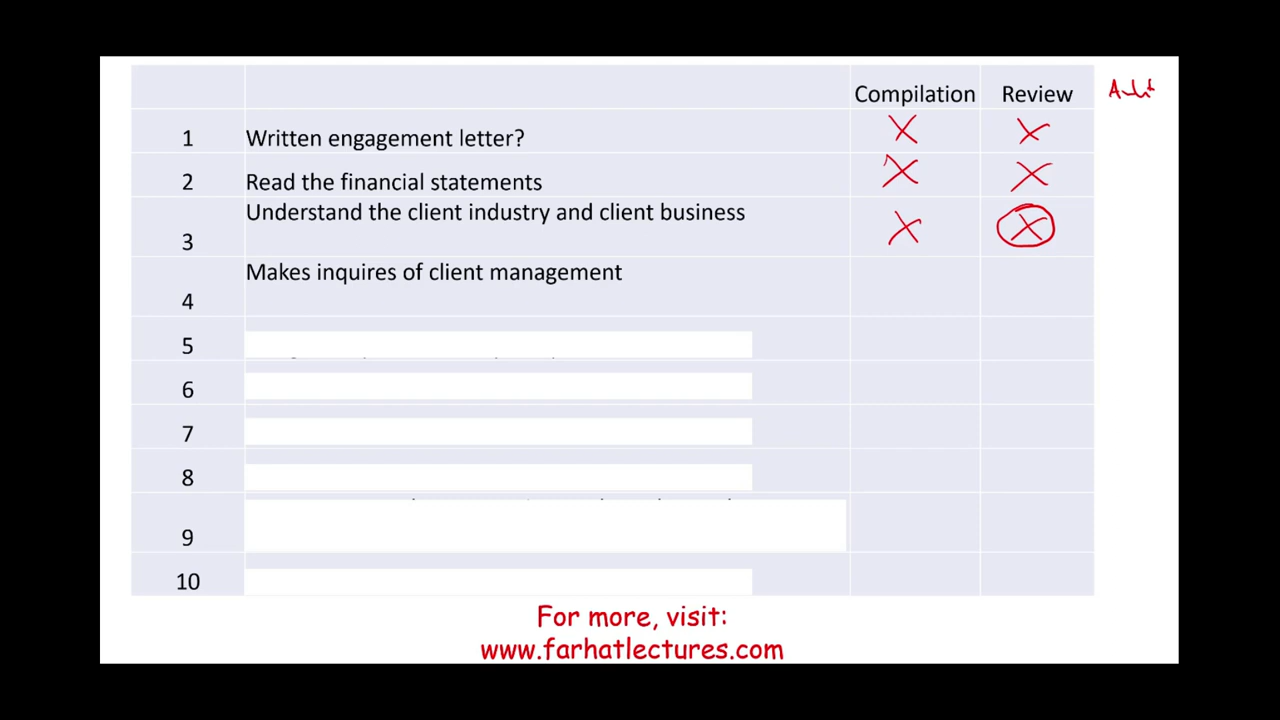 Compilation Review Audit
1 Written engagement letter? X X
2 Read the financial statements X X
Understand the client industry and client business
3 X X
Makes inquires of client management
4
5
6
7
8
9
10
For more, visit:
www.farhatlectures.com